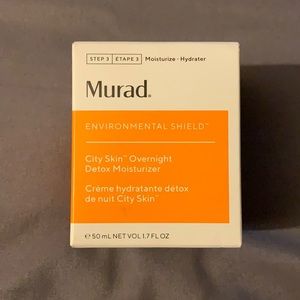 STEP 3 | ÉTAPE 3 Moisturize · Hydrater
Murad.
ENVIRONMENTAL SHIELD™
City Skin™ Overnight
Detox Moisturizer
Crème hydratante détox
de nuit City Skin™
℮ 50 mL NET VOL 1.7 FL OZ